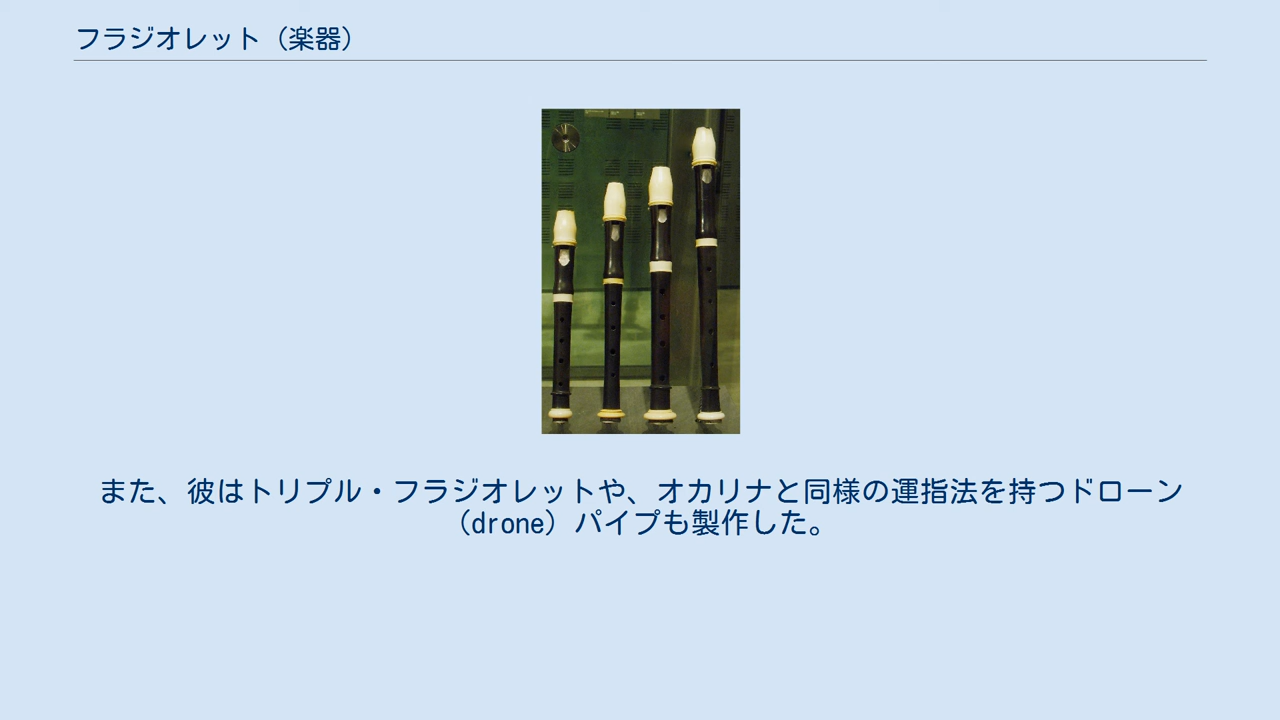 フラジオレット（楽器）
また、彼はトリプル・フラジオレットや、オカリナと同様の運指法を持つドローン
（drone）パイプも製作した。